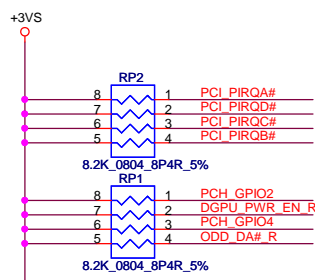 +3VS
RP2
8 1 PCI_PIRQA#
7 2 PCI_PIRQD#
6 3 PCI_PIRQC#
5 4 PCI_PIRQB#
8.2K_0804_8P4R_5%
RP1
8 1 PCH_GPIO2
7 2 DGPU_PWR_EN_R
6 3 PCH_GPIO4
5 4 ODD_DA#_R
8.2K_0804_8P4R_5%